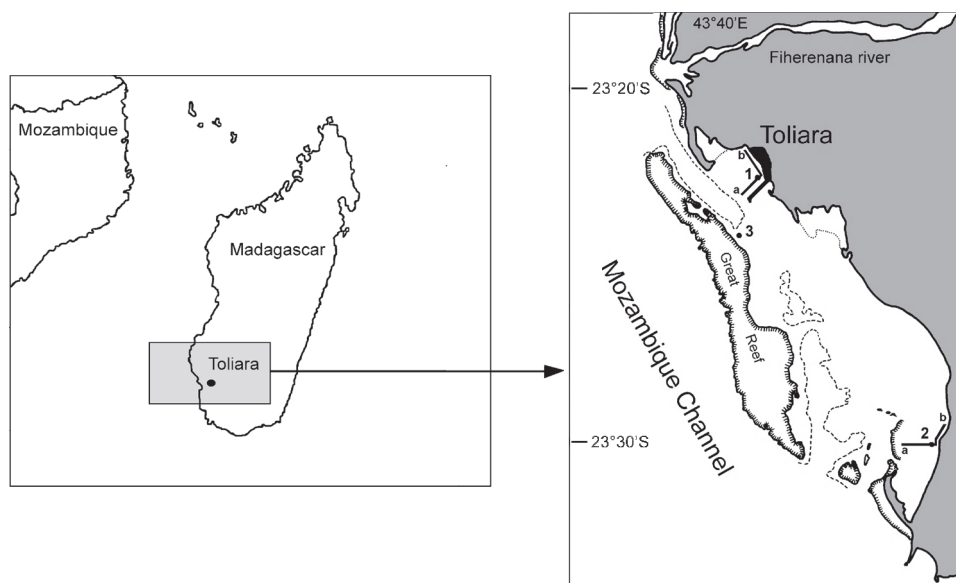 Mozambique
Madagascar
Toliara
43°40'E
Fiherenana river
23°20'S
Toliara
b
1
a
3
Great
Reef
Mozambique Channel
23°30'S
b
2
a